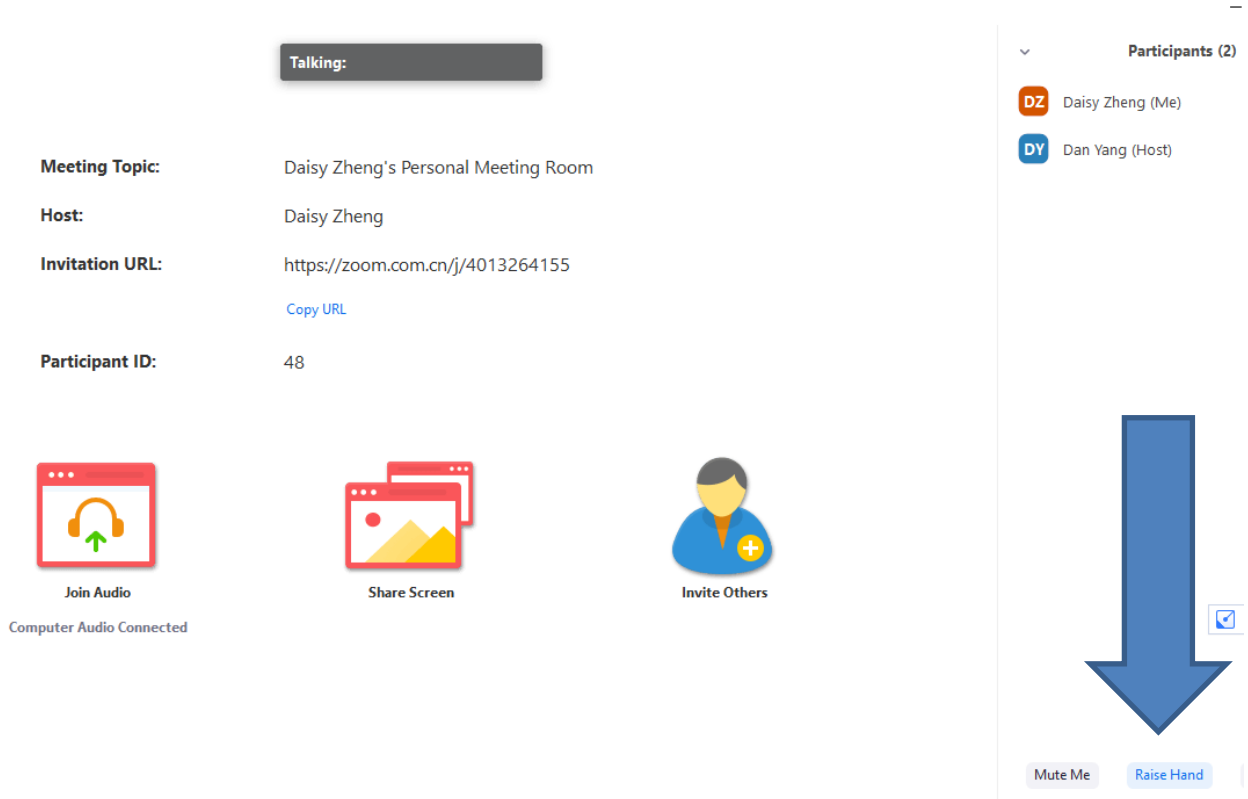 Talking:
Participants (2)
DZ Daisy Zheng (Me)
DY Dan Yang (Host)
Meeting Topic: Daisy Zheng's Personal Meeting Room
Host: Daisy Zheng
Invitation URL: https://zoom.com.cn/j/4013264155
Copy URL
Participant ID: 48
Join Audio
Share Screen
Invite Others
Computer Audio Connected
Mute Me
Raise Hand